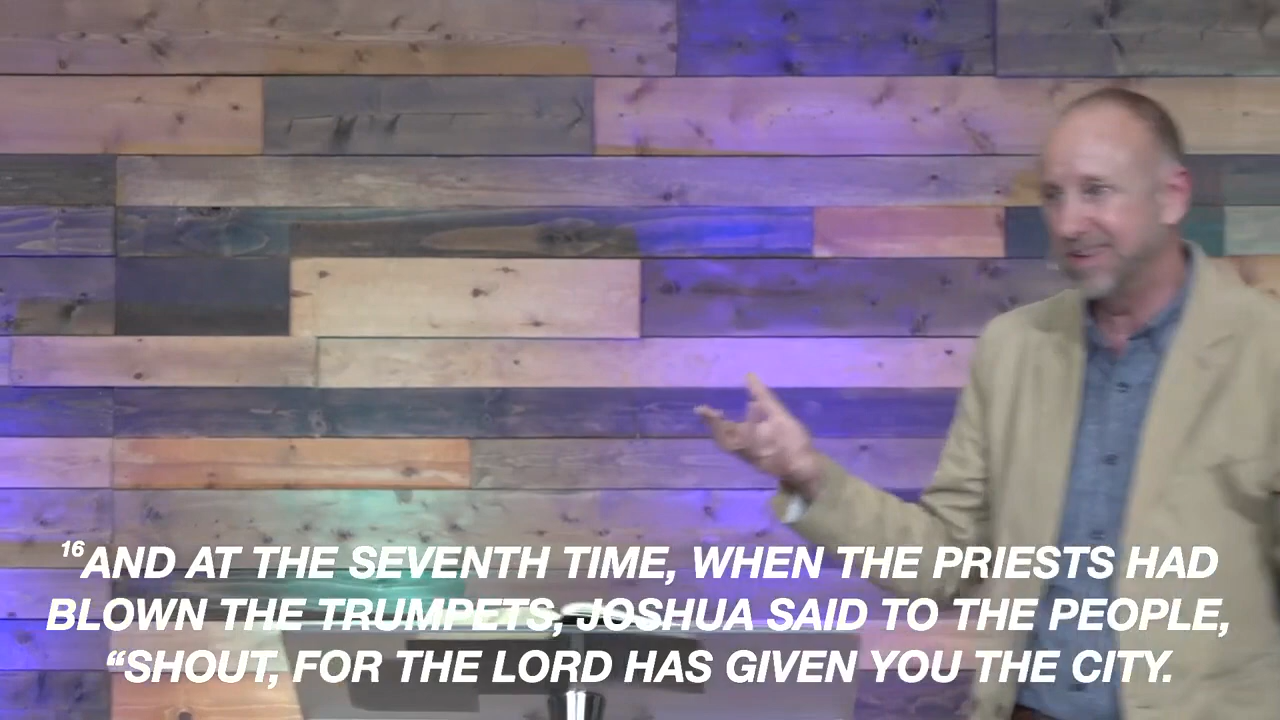 ¹⁶AND AT THE SEVENTH TIME, WHEN THE PRIESTS HAD
BLOWN THE TRUMPETS, JOSHUA SAID TO THE PEOPLE,
“SHOUT, FOR THE LORD HAS GIVEN YOU THE CITY.